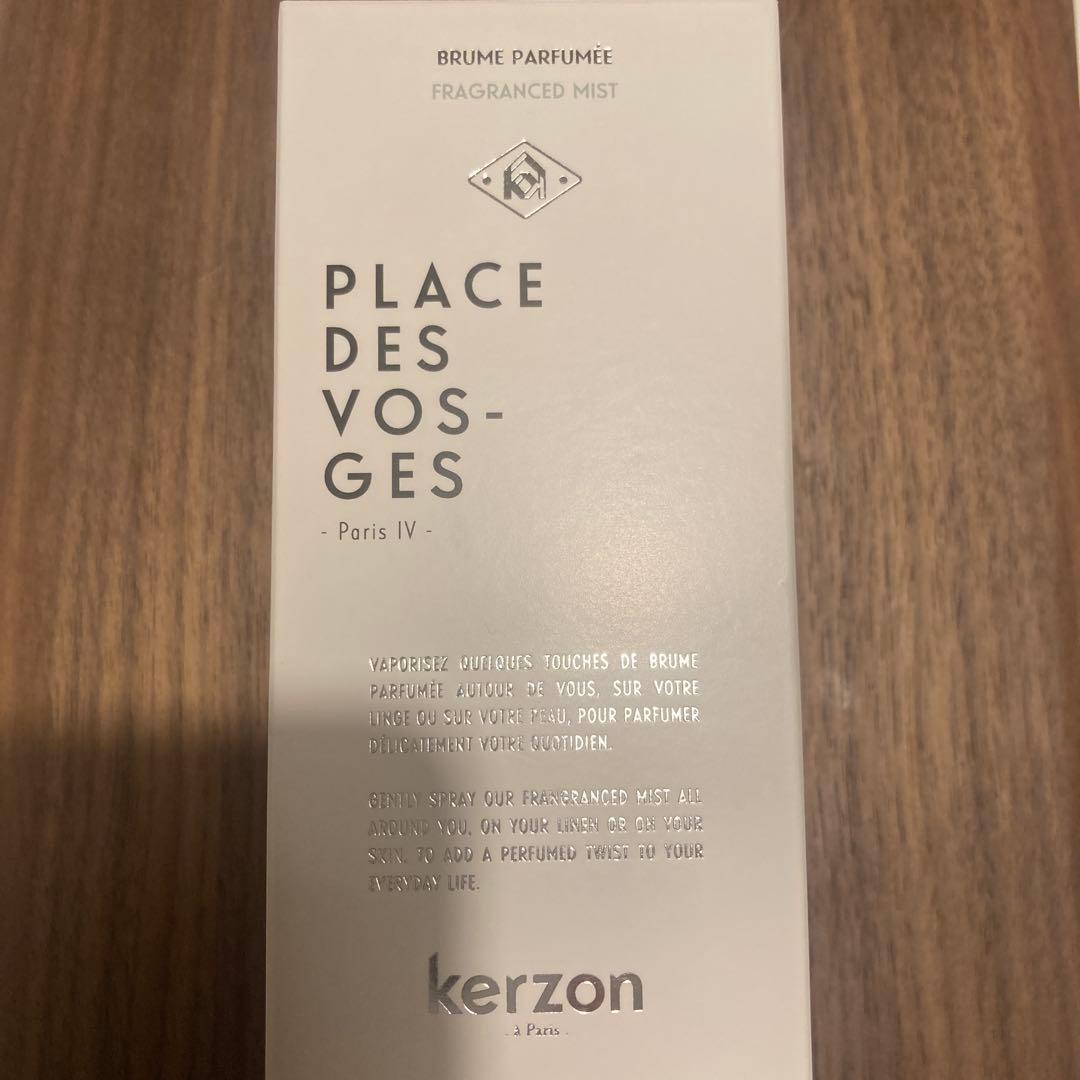 BRUME PARFUMÉE
FRAGRANCED MIST
PLACE
DES
VOS-
GES
- Paris IV -
VAPORISEZ QUELQUES TOUCHES DE BRUME
PARFUMÉE AUTOUR DE VOUS, SUR VOTRE
LINGE OU SUR VOTRE PEAU, POUR PARFUMER
DÉLICATEMENT VOTRE QUOTIDIEN.
GENTLY SPRAY OUR FRANGRANCED MIST ALL
AROUND YOU, ON YOUR LINEN OR ON YOUR
SKIN, TO ADD A PERFUMED TWIST TO YOUR
EVERYDAY LIFE.
kerzon
- à Paris -